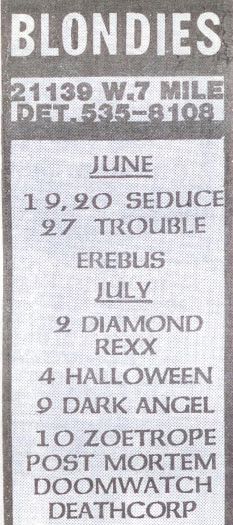 BLONDIES
21139 W.7 MILE
DET.535-8108
JUNE
19,20 SEDUCE
27 TROUBLE
EREBUS
JULY
2 DIAMOND
REXX
4 HALLOWEEN
9 DARK ANGEL
10 ZOETROPE
POST MORTEM
DOOMWATCH
DEATHCORP